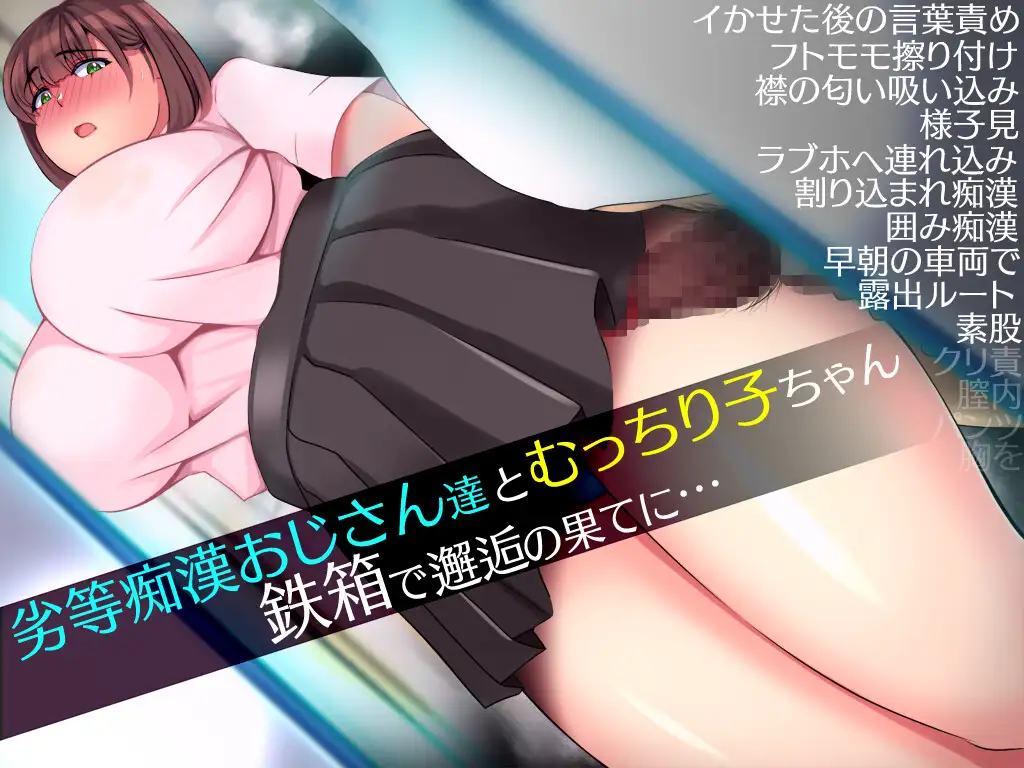 イかせた後の言葉責め
フトモモ擦り付け
襟の匂い吸い込み
様子見
ラブホへ連れ込み
割り込まれ痴漢
囲み痴漢
早朝の車両で
露出ルート
素股
クリ責
膣内
胸を
劣等痴漢おじさん達とむっちり子ちゃん
鉄箱で邂逅の果てに…